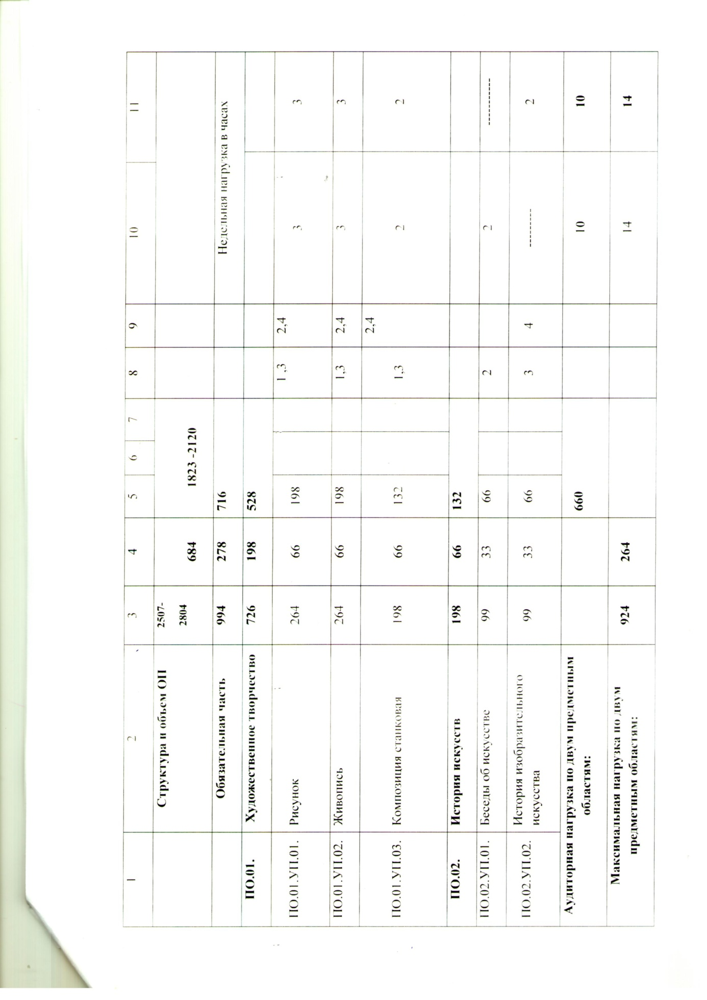 1 2 3 4 5 6 7 8 9 10 11
Структура и объем ОП 2507-
2804 684 1823 -2120
Обязательная часть 994 278 716 Недельная нагрузка в часах
ПО.01. Художественное творчество 726 198 528
ПО.01.УП.01. Рисунок 264 66 198 1,3 2,4 3 3
ПО.01.УП.02. Живопись 264 66 198 1,3 2,4 3 3
ПО.01.УП.03. Композиция станковая 198 66 132 1,3 2,4 2 2
ПО.02. История искусств 198 66 132
ПО.02.УП.01. Беседы об искусстве 99 33 66 2 2 ------------
ПО.02.УП.02. История изобразительного
искусства 99 33 66 3 4 --------- 2
Аудиторная нагрузка по двум предметным
областям: 660 10 10
Максимальная нагрузка по двум
предметным областям: 924 264 14 14